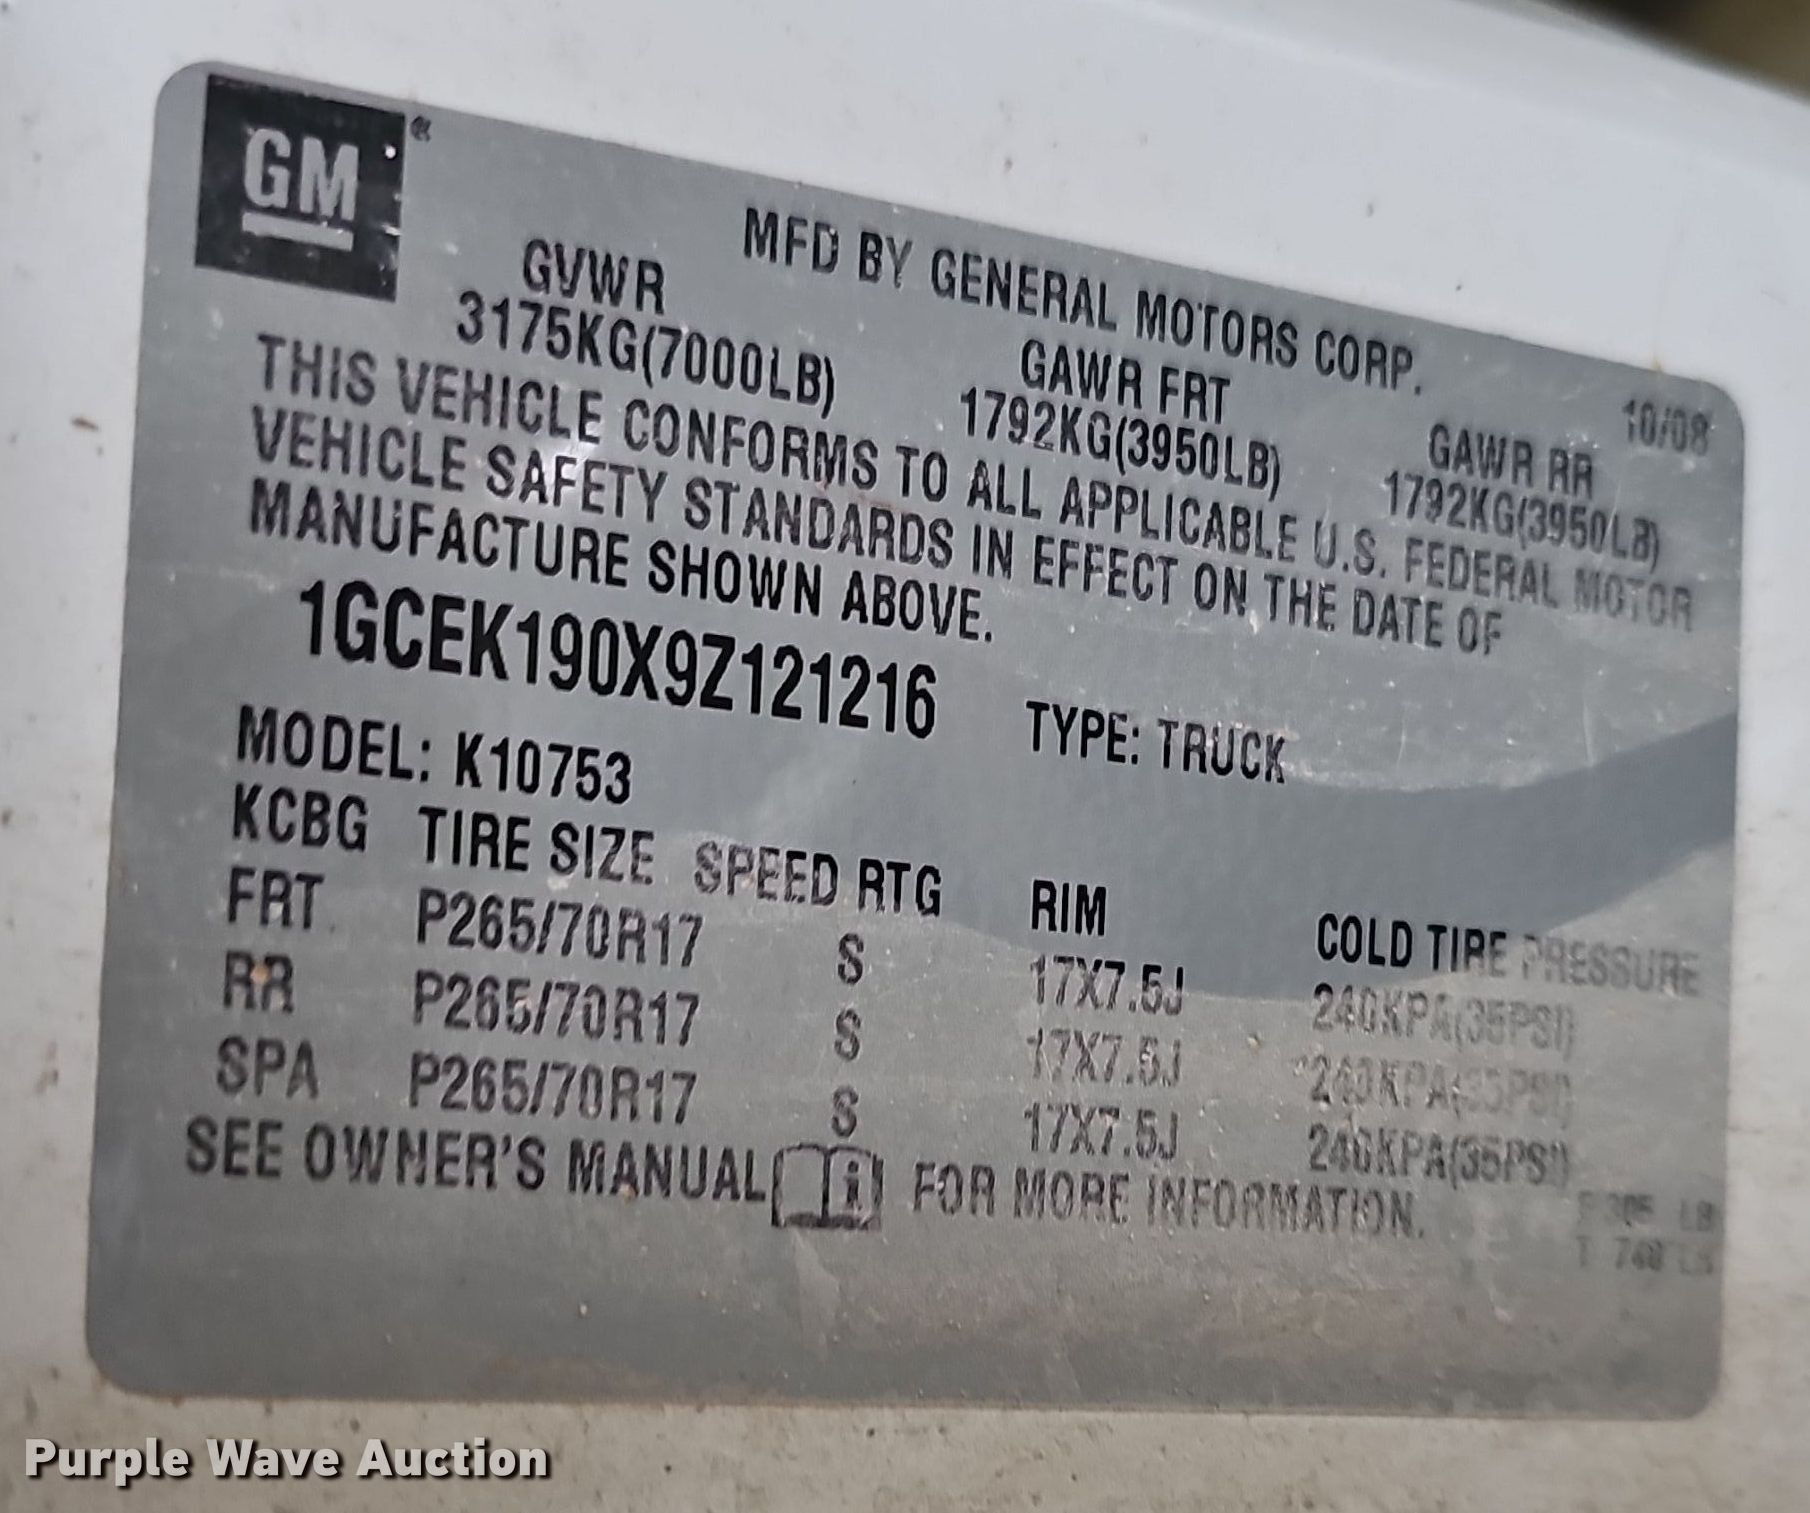 GM®
MFD BY GENERAL MOTORS CORP.
10/08
GVWR GAWR FRT GAWR RR
3175KG(7000LB) 1792KG(3950LB) 1792KG(3950LB)
THIS VEHICLE CONFORMS TO ALL APPLICABLE U.S. FEDERAL MOTOR
VEHICLE SAFETY STANDARDS IN EFFECT ON THE DATE OF
MANUFACTURE SHOWN ABOVE.
1GCEK190X9Z121216 TYPE: TRUCK
MODEL: K10753
KCBG TIRE SIZE SPEED RTG RIM COLD TIRE PRESSURE
FRT P265/70R17 S 17X7.5J 240KPA(35PSI)
RR P265/70R17 S 17X7.5J 240KPA(35PSI)
SPA P265/70R17 S 17X7.5J 240KPA(35PSI)
SEE OWNER'S MANUAL i FOR MORE INFORMATION.
LB
T
Purple Wave Auction